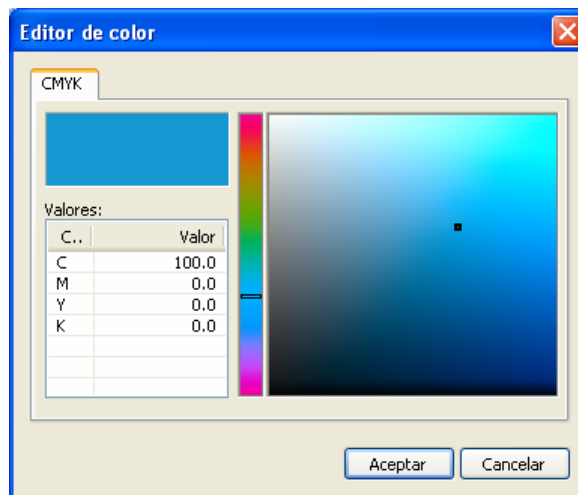 Editor de color
CMYK
Valores:
C.. Valor
C 100.0
M 0.0
Y 0.0
K 0.0
Aceptar Cancelar